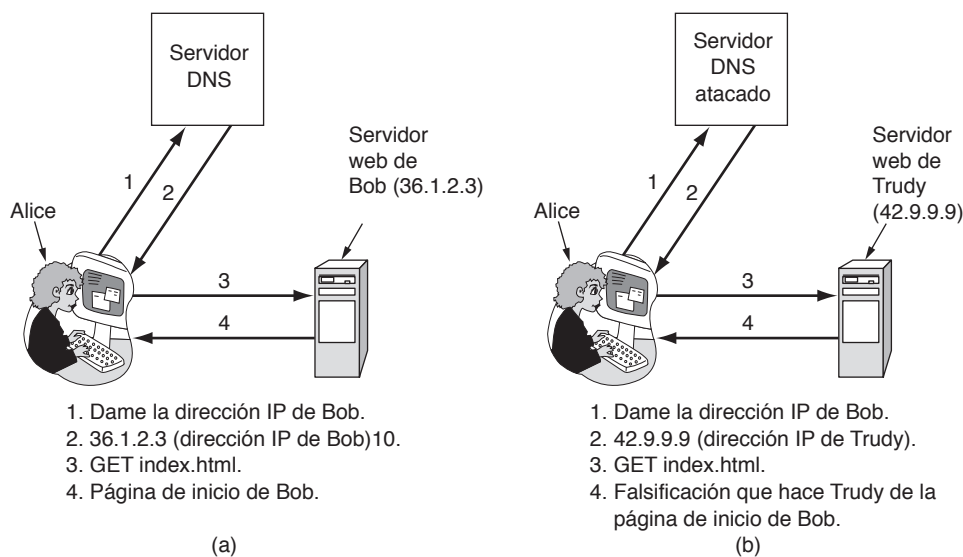 Servidor
DNS
Servidor
web de
Bob (36.1.2.3)
1
2
Alice
3
4
1. Dame la dirección IP de Bob.
2. 36.1.2.3 (dirección IP de Bob)10.
3. GET index.html.
4. Página de inicio de Bob.
(a)
Servidor
DNS
atacado
Servidor
web de
Trudy
(42.9.9.9)
1
2
Alice
3
4
1. Dame la dirección IP de Bob.
2. 42.9.9.9 (dirección IP de Trudy).
3. GET index.html.
4. Falsificación que hace Trudy de la
página de inicio de Bob.
(b)